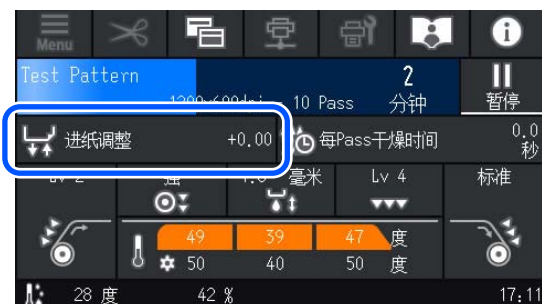 Menu
Test Pattern 2
10 Pass 分钟 暂停
进纸调整 +0.00 每Pass干燥时间 0.0
秒
毫米 Lv 4 标准
49 39 47 度
50 40 50 度
28 度 42 % 17:11